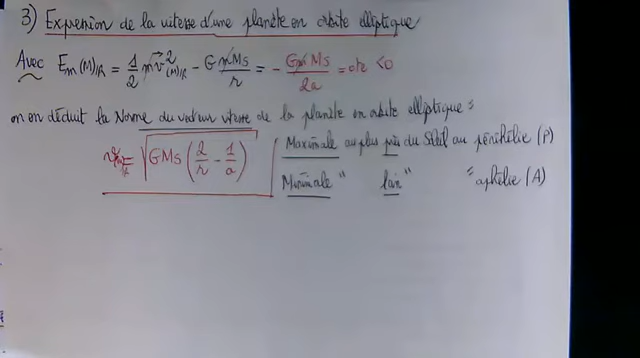 3) Expression de la vitesse d'une planète en orbite elliptique
Avec Em(M)/R = 1/2 m v²(M)/R - G m Ms/r = - G m Ms/2a = cte < 0
on en déduit la Norme du vecteur vitesse de la planète en orbite elliptique :
v(M)/R = √GMs(2/r - 1/a) Maximale au plus près du Soleil au périhélie (P)
Minimale " loin " " aphélie (A)